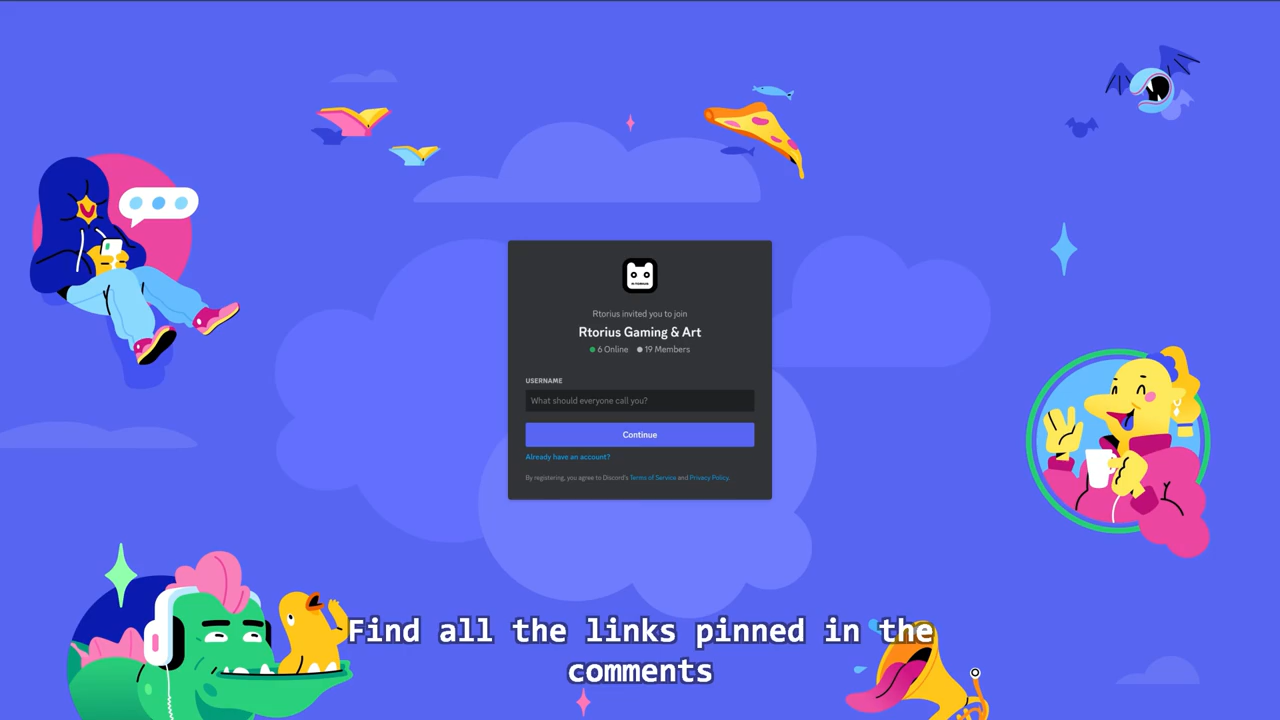 Rtorius invited you to join
Rtorius Gaming & Art
6 Online 19 Members
USERNAME
What should everyone call you?
Continue
Already have an account?
By registering, you agree to Discord's Terms of Service and Privacy Policy.
Find all the links pinned in the
comments